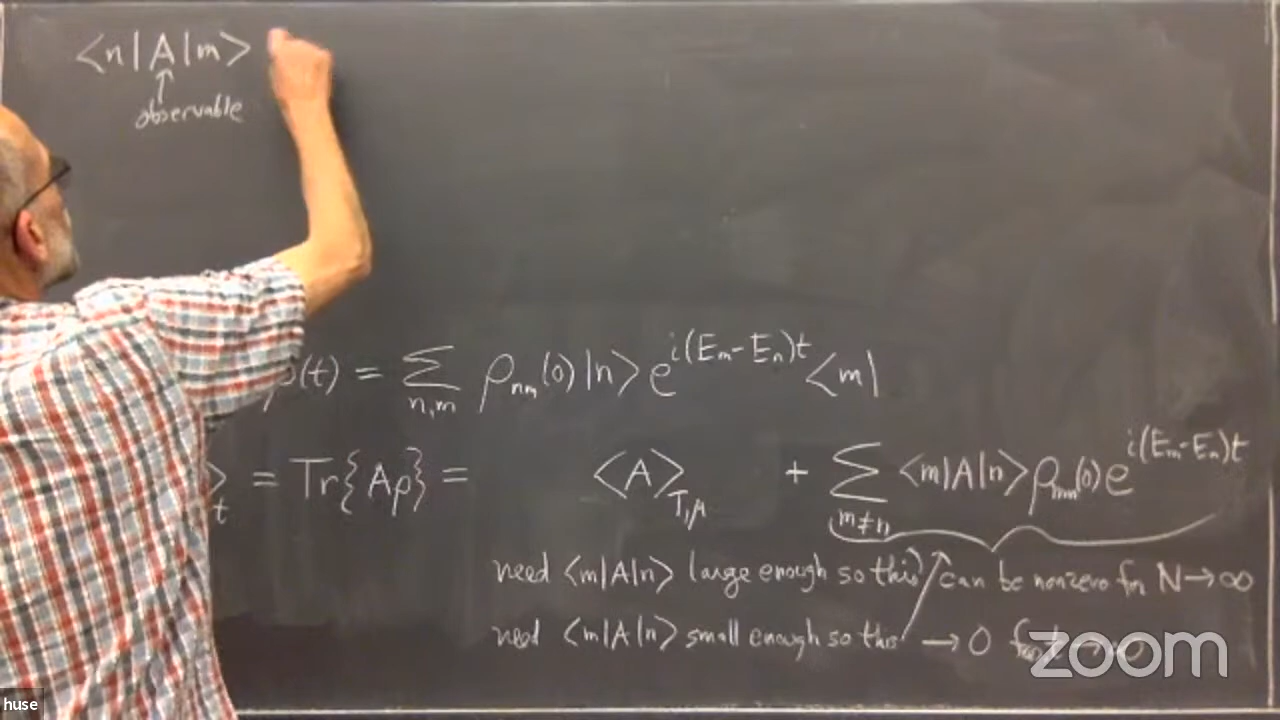 ⟨n|A|m⟩
↑
observable
ρ(t) = Σ_{n,m} ρ_{nm}(0) |n⟩ e^{i(E_m-E_n)t} ⟨m|
⟩_t = Tr{Aρ} = ⟨A⟩_{T,μ} + Σ_{m≠n} ⟨m|A|n⟩ ρ_{nm}(0) e^{i(E_m-E_n)t}
need ⟨m|A|n⟩ large enough so this can be nonzero for N→∞
need ⟨m|A|n⟩ small enough so this → 0
zoom
huse